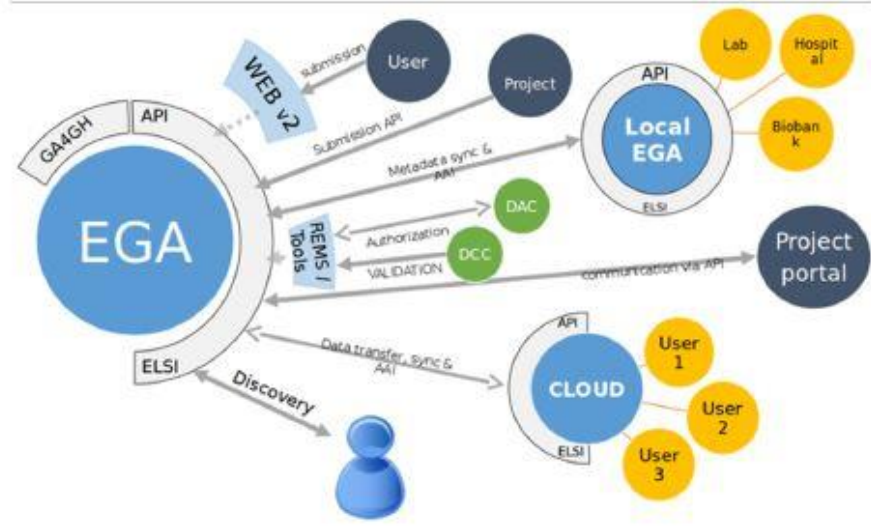 submission
WEB v2
User
Project
Lab
Hospit
al
Bioban
k
API
Local
EGA
ELSI
GA4GH
API
Submission API
Metadata sync &
AAI
EGA
REMS /
Tools
DAC
Authorization
DCC
VALIDATION
communication via API
Project
portal
ELSI
Data transfer, sync &
AAI
API
CLOUD
ELSI
User
1
User
2
User
3
Discovery